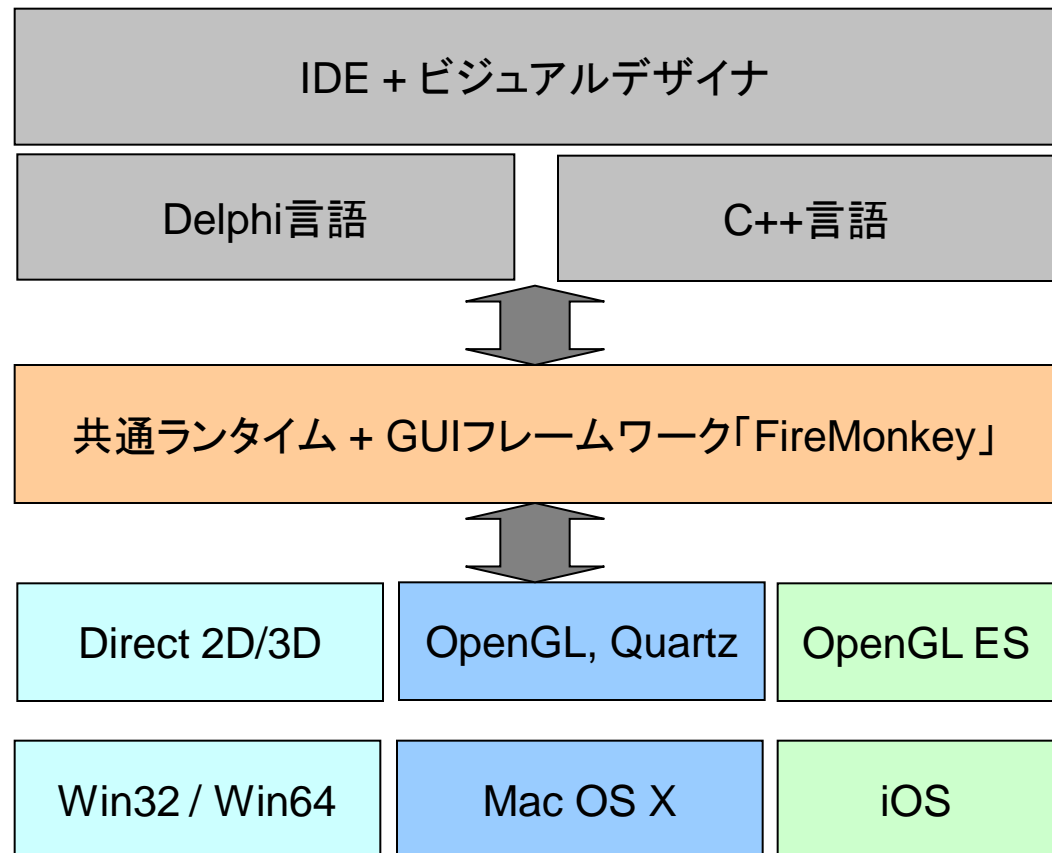 IDE + ビジュアルデザイナ
Delphi言語
C++言語
共通ランタイム + GUIフレームワーク「FireMonkey」
Direct 2D/3D
OpenGL, Quartz
OpenGL ES
Win32 / Win64
Mac OS X
iOS